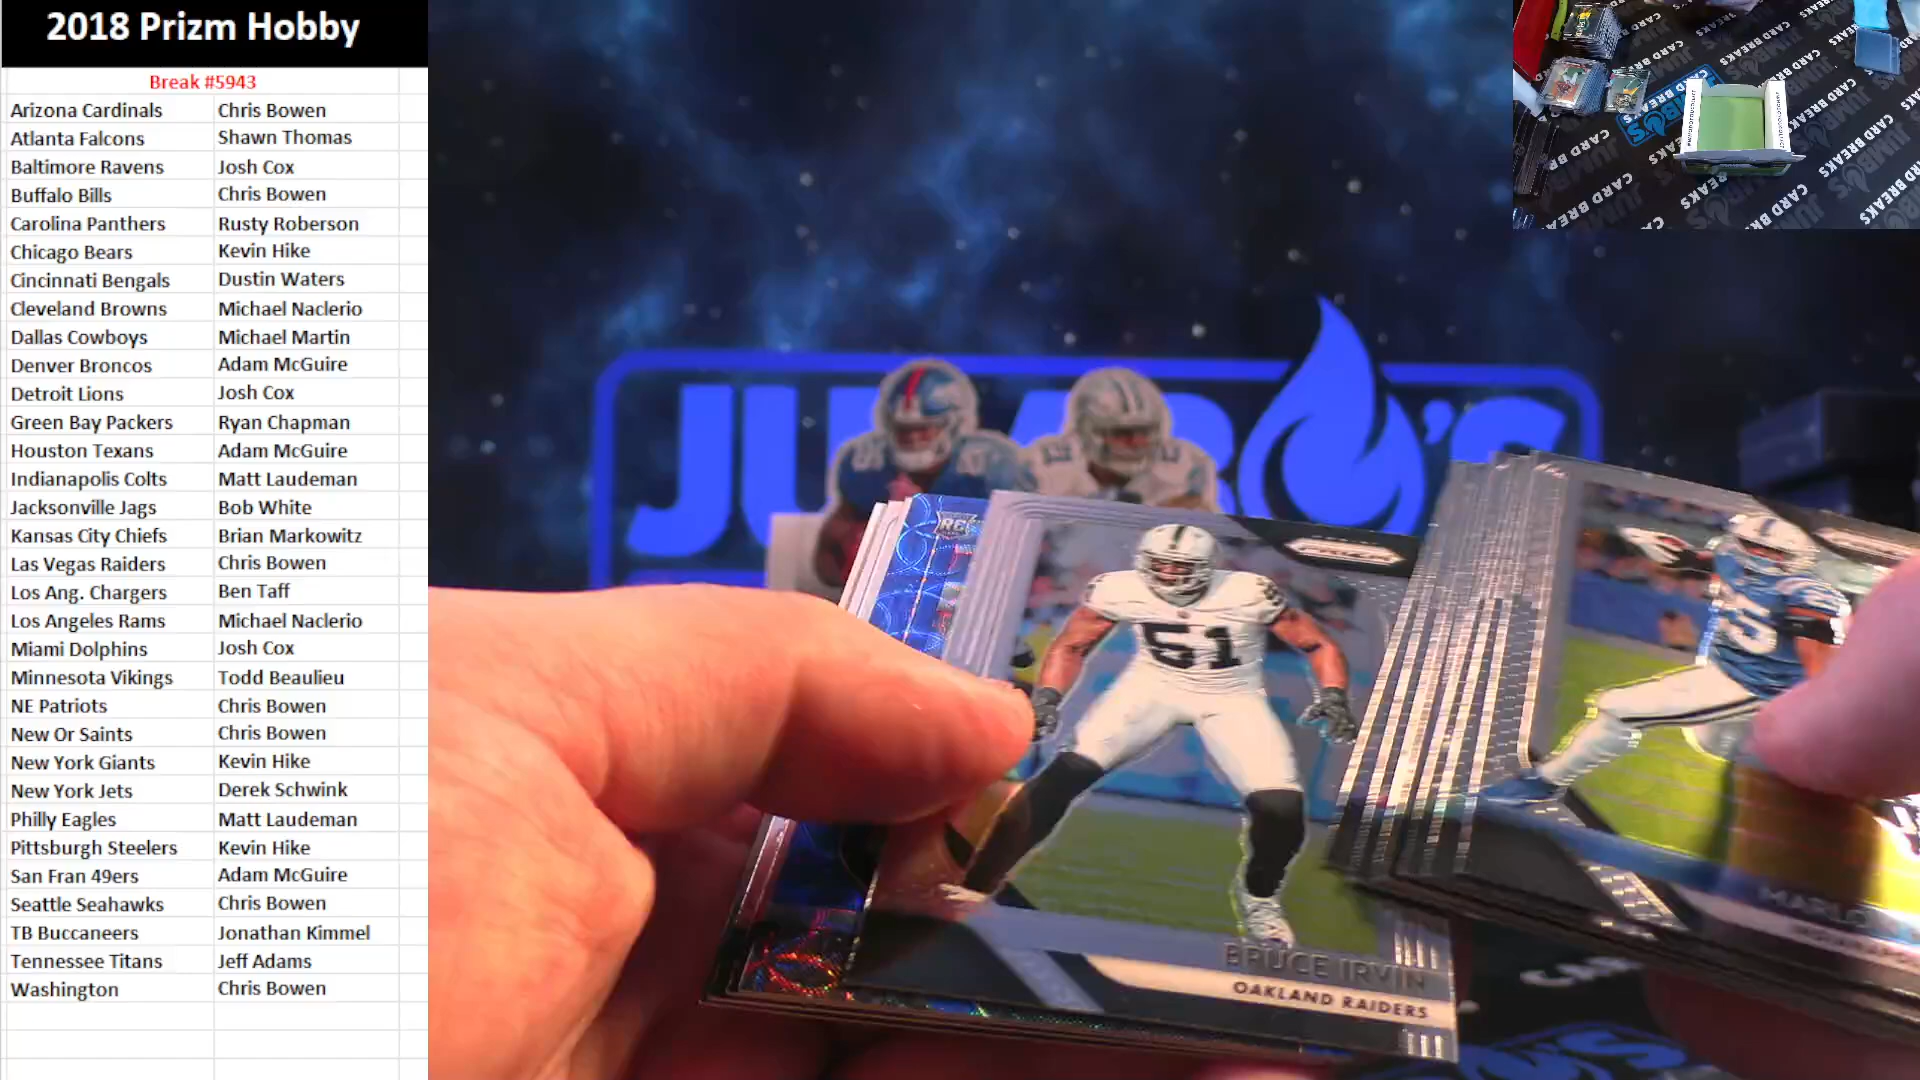 2018 Prizm Hobby
Break #5943
Arizona Cardinals Chris Bowen
Atlanta Falcons Shawn Thomas
Baltimore Ravens Josh Cox
Buffalo Bills Chris Bowen
Carolina Panthers Rusty Roberson
Chicago Bears Kevin Hike
Cincinnati Bengals Dustin Waters
Cleveland Browns Michael Naclerio
Dallas Cowboys Michael Martin
Denver Broncos Adam McGuire
Detroit Lions Josh Cox
Green Bay Packers Ryan Chapman
Houston Texans Adam McGuire
Indianapolis Colts Matt Laudeman
Jacksonville Jags Bob White
Kansas City Chiefs Brian Markowitz
Las Vegas Raiders Chris Bowen
Los Ang. Chargers Ben Taff
Los Angeles Rams Michael Naclerio
Miami Dolphins Josh Cox
Minnesota Vikings Todd Beaulieu
NE Patriots Chris Bowen
New Or Saints Chris Bowen
New York Giants Kevin Hike
New York Jets Derek Schwink
Philly Eagles Matt Laudeman
Pittsburgh Steelers Kevin Hike
San Fran 49ers Adam McGuire
Seattle Seahawks Chris Bowen
TB Buccaneers Jonathan Kimmel
Tennessee Titans Jeff Adams
Washington Chris Bowen
RC
PRIZM
51
BRUCE IRVIN
OAKLAND RAIDERS
CARD BREAKS